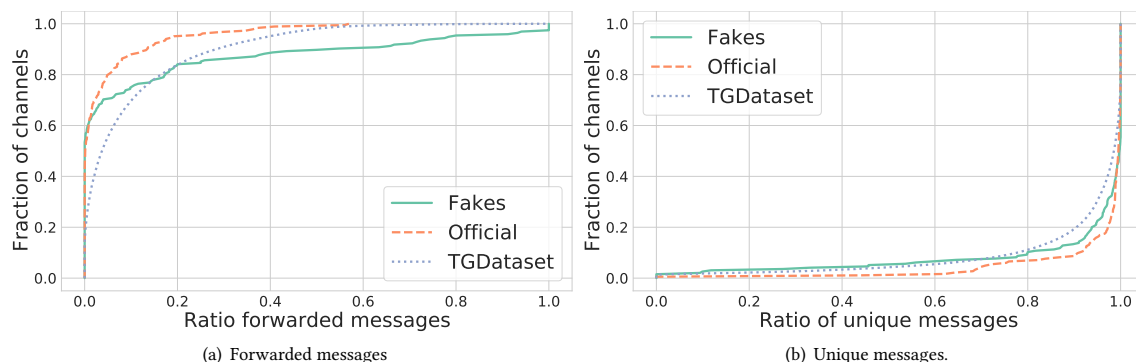 Fraction of channels
1.0
0.8
0.6
0.4
0.2
0.0
0.0 0.2 0.4 0.6 0.8 1.0
Ratio forwarded messages
Fakes
Official
TGDataset
(a) Forwarded messages
Fraction of channels
1.0
0.8
0.6
0.4
0.2
0.0
0.0 0.2 0.4 0.6 0.8 1.0
Ratio of unique messages
Fakes
Official
TGDataset
(b) Unique messages.